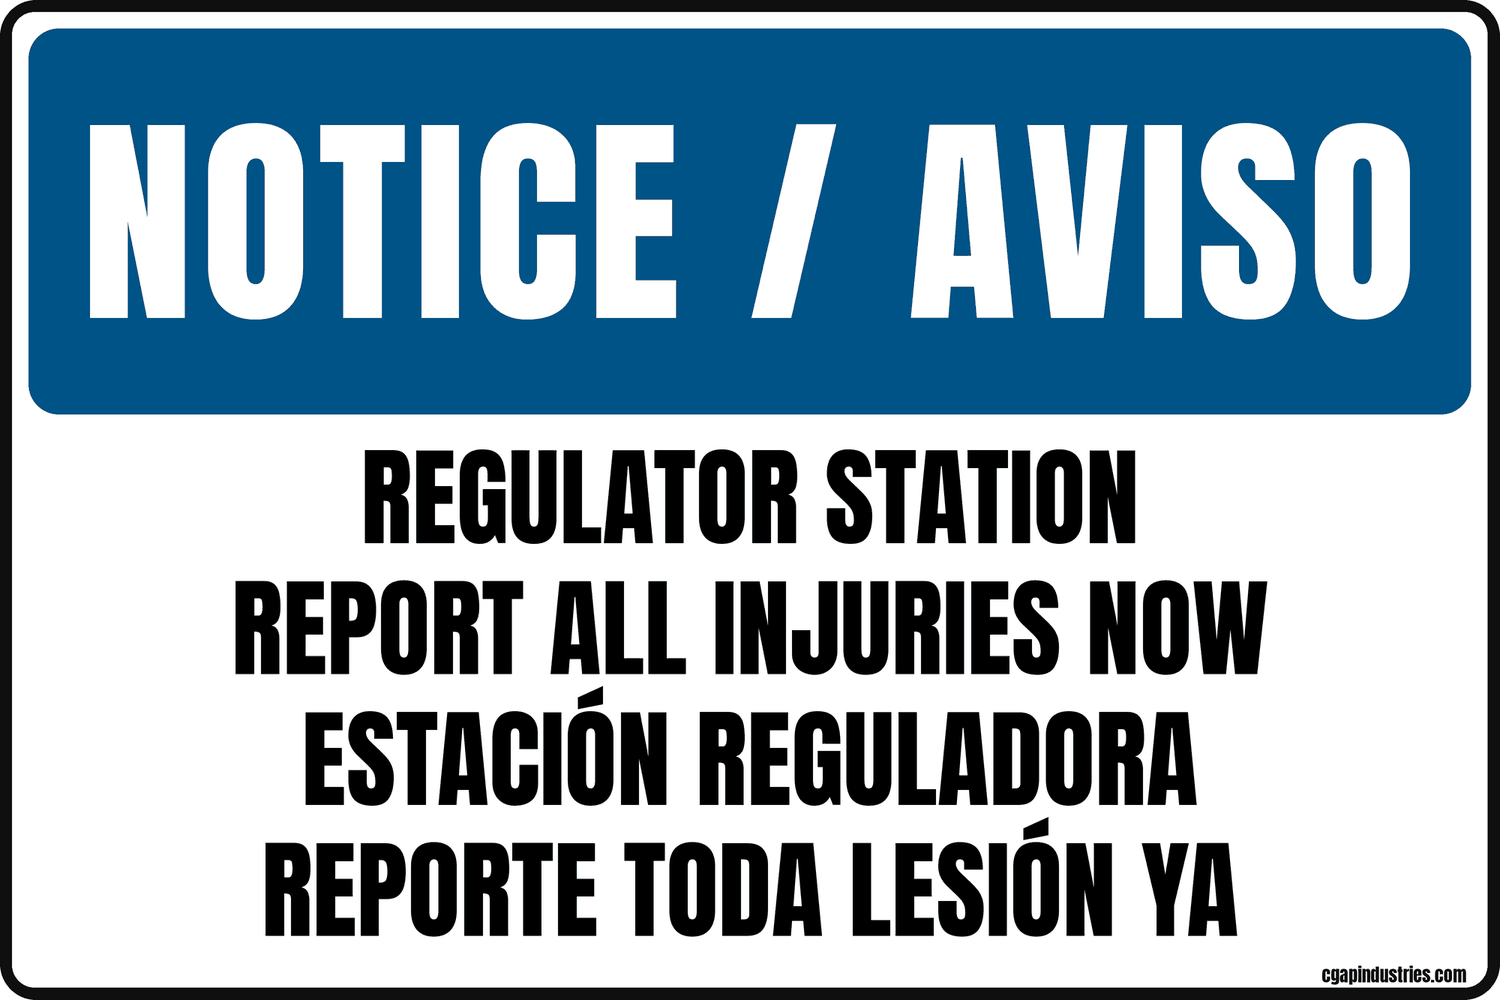 NOTICE / AVISO
REGULATOR STATION
REPORT ALL INJURIES NOW
ESTACIÓN REGULADORA
REPORTE TODA LESIÓN YA
cgapindustries.com